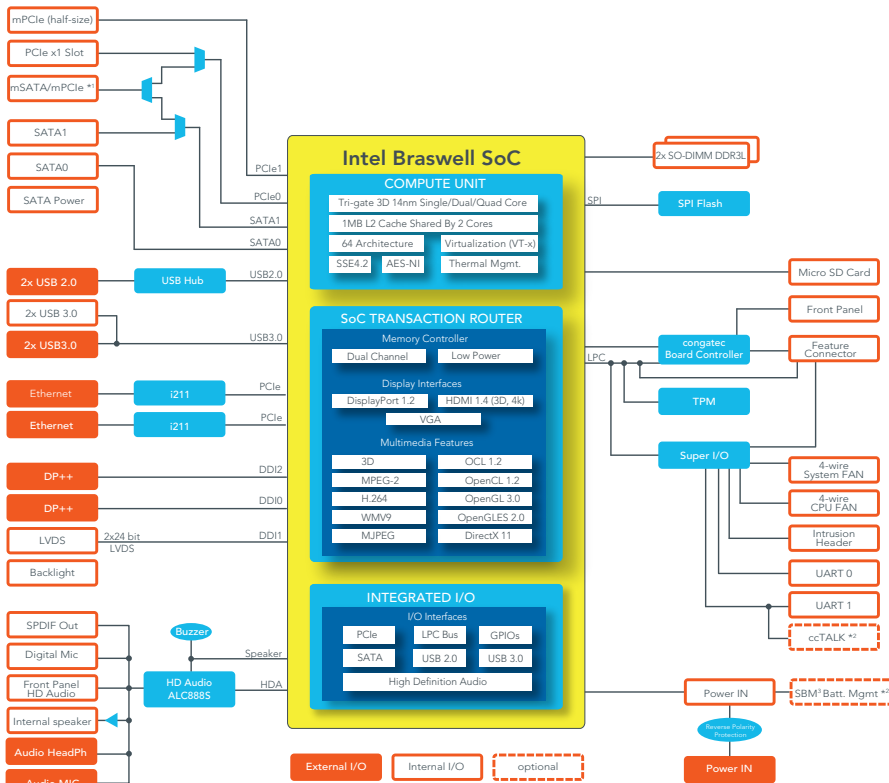 mPCIe (half-size)
PCIe x1 Slot
mSATA/mPCIe *¹
SATA1
SATA0
SATA Power
PCIe1
PCIe0
SATA1
SATA0
2x USB 2.0
USB Hub
USB2.0
2x USB 3.0
2x USB3.0
USB3.0
Ethernet
i211
PCIe
Ethernet
i211
PCIe
DP++
DDI2
DP++
DDI0
LVDS
2x24 bit
LVDS
DDI1
Backlight
SPDIF Out
Digital Mic
Front Panel
HD Audio
Internal speaker
Audio HeadPh
Audio MIC
Buzzer
HD Audio
ALC888S
Speaker
HDA
Intel Braswell SoC
COMPUTE UNIT
Tri-gate 3D 14nm Single/Dual/Quad Core
1MB L2 Cache Shared By 2 Cores
64 Architecture
Virtualization (VT-x)
SSE4.2
AES-NI
Thermal Mgmt.
SoC TRANSACTION ROUTER
Memory Controller
Dual Channel
Low Power
Display Interfaces
DisplayPort 1.2
HDMI 1.4 (3D, 4k)
VGA
Multimedia Features
3D
OCL 1.2
MPEG-2
OpenCL 1.2
H.264
OpenGL 3.0
WMV9
OpenGLES 2.0
MJPEG
DirectX 11
INTEGRATED I/O
I/O Interfaces
PCIe
LPC Bus
GPIOs
SATA
USB 2.0
USB 3.0
High Definition Audio
2x SO-DIMM DDR3L
SPI
SPI Flash
Micro SD Card
Front Panel
congatec
Board Controller
Feature
Connector
LPC
TPM
Super I/O
4-wire
System FAN
4-wire
CPU FAN
Intrusion
Header
UART 0
UART 1
ccTALK *²
Power IN
SBM³ Batt. Mgmt *²
Reverse Polarity
Protection
Power IN
External I/O
Internal I/O
optional